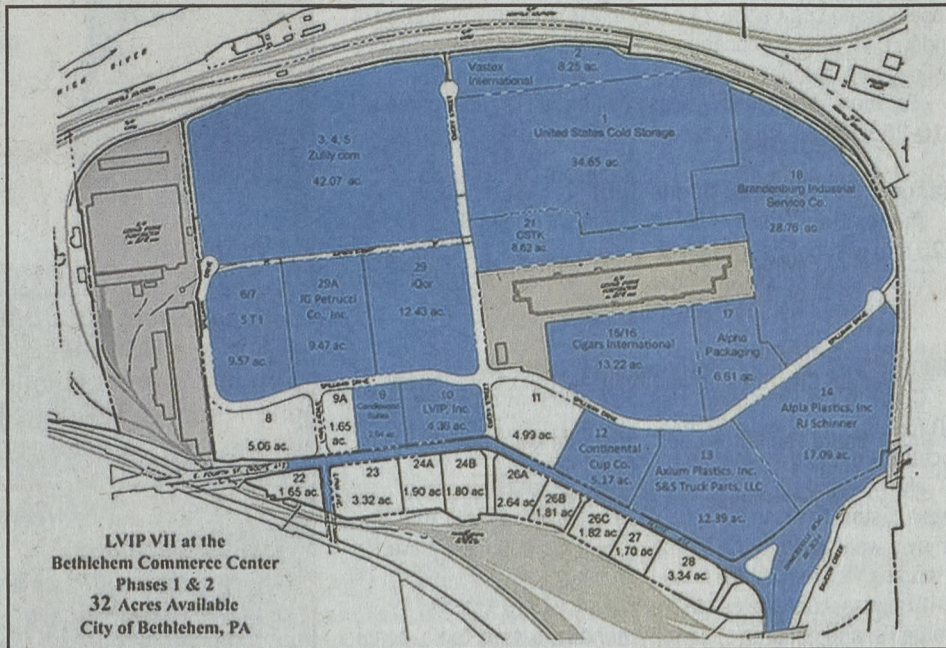 2
Vastex
International
8.25 ac.
3, 4, 5
Zulily.com
42.07 ac.
1
United States Cold Storage
34.65 ac.
18
Brandenburg Industrial
Service Co.
28.76 ac.
21
CSTK
8.62 ac.
6/7
9.57 ac.
29A
JG Petrucci
Co., Inc.
9.47 ac.
29
iQor
12.43 ac.
15/16
Cigars International
13.22 ac.
17
Alpha
Packaging
6.61 ac.
14
Alpla Plastics, Inc
RJ Schinner
17.09 ac.
8
5.06 ac.
9A
1.65
ac.
9
Candlewood
Suites
10
LVIP, Inc.
4.36 ac.
EMERY STREET
11
4.99 ac.
SPILLMAN DRIVE
12
Continental
Cup Co.
5.17 ac.
13
Axium Plastics, Inc.
S&S Truck Parts, LLC
12.39 ac.
22
1.65 ac.
23
3.32 ac.
24A
1.90 ac.
24B
1.80 ac.
26A
2.64 ac.
26B
1.81 ac.
26C
1.82 ac.
27
1.70 ac.
28
3.34 ac.
SAUCON CREEK
LVIP VII at the
Bethlehem Commerce Center
Phases 1 & 2
32 Acres Available
City of Bethlehem, PA